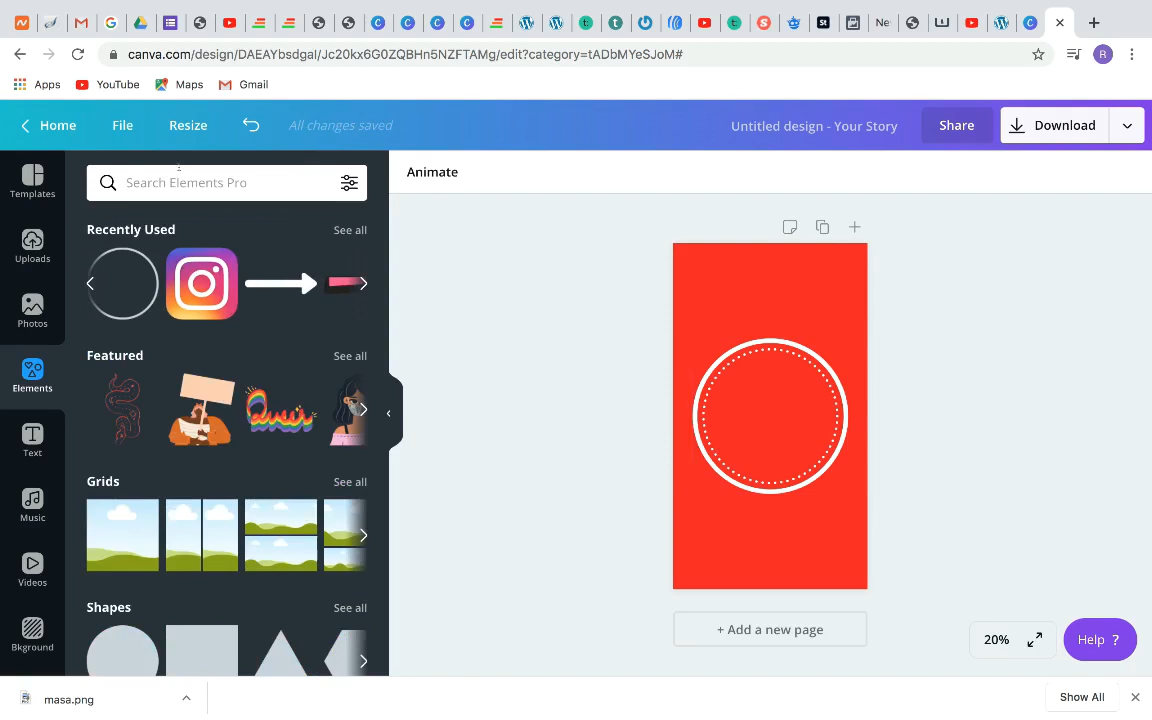 canva.com/design/DAEAYbsdgaI/Jc20kx6G0ZQBHn5NZFTAMg/edit?category=tADbMYeSJoM#
R
Apps
YouTube
Maps
Gmail
Home
File
Resize
All changes saved
Untitled design - Your Story
Share
Download
Templates
Uploads
Photos
Elements
Text
Music
Videos
Bkground
Search Elements Pro
Recently Used
See all
Featured
See all
Queer
Grids
See all
Shapes
See all
Animate
+ Add a new page
20%
Help ?
masa.png
Show All